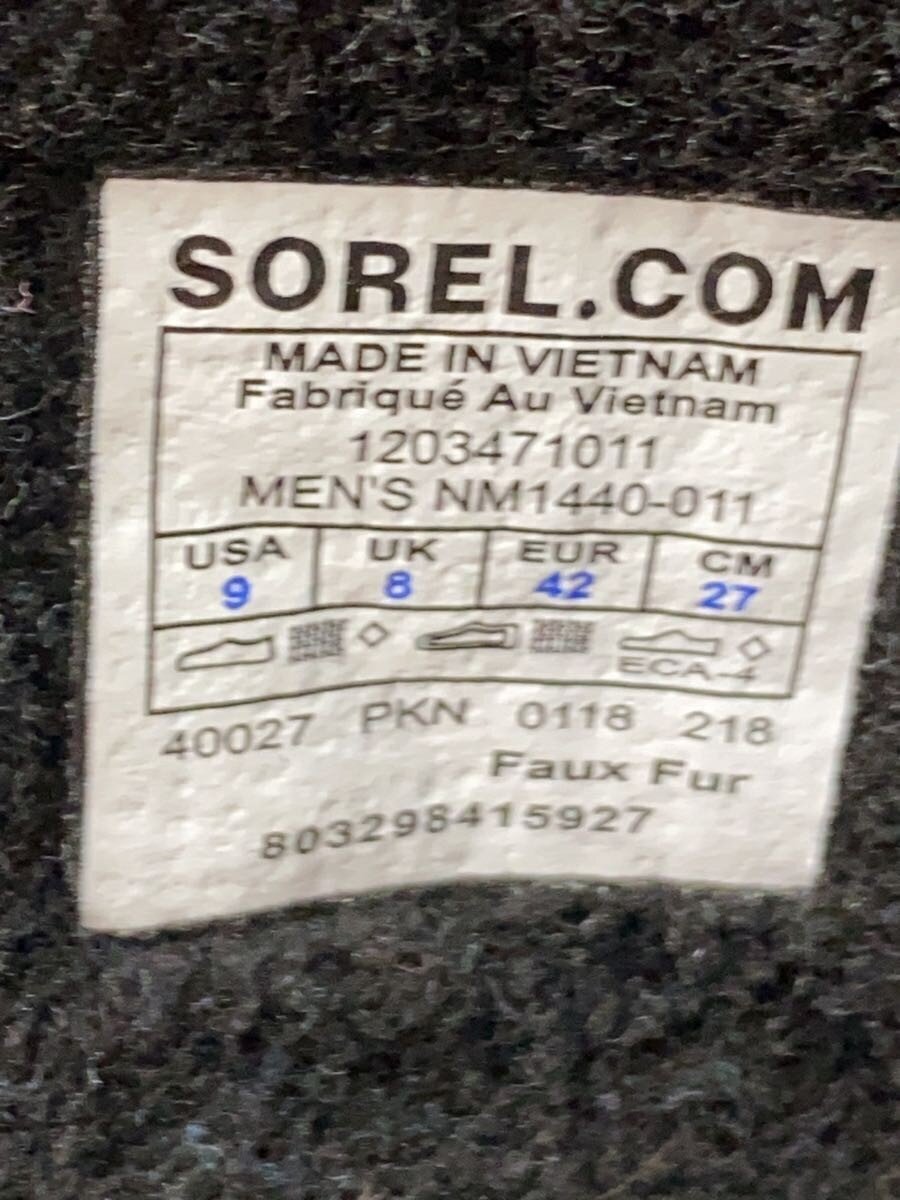 SOREL.COM
MADE IN VIETNAM
Fabriqué Au Vietnam
1203471011
MEN'S NM1440-011
USA UK EUR CM
9 8 42 27
ECA-4
40027 PKN 0118 218
Faux Fur
803298415927